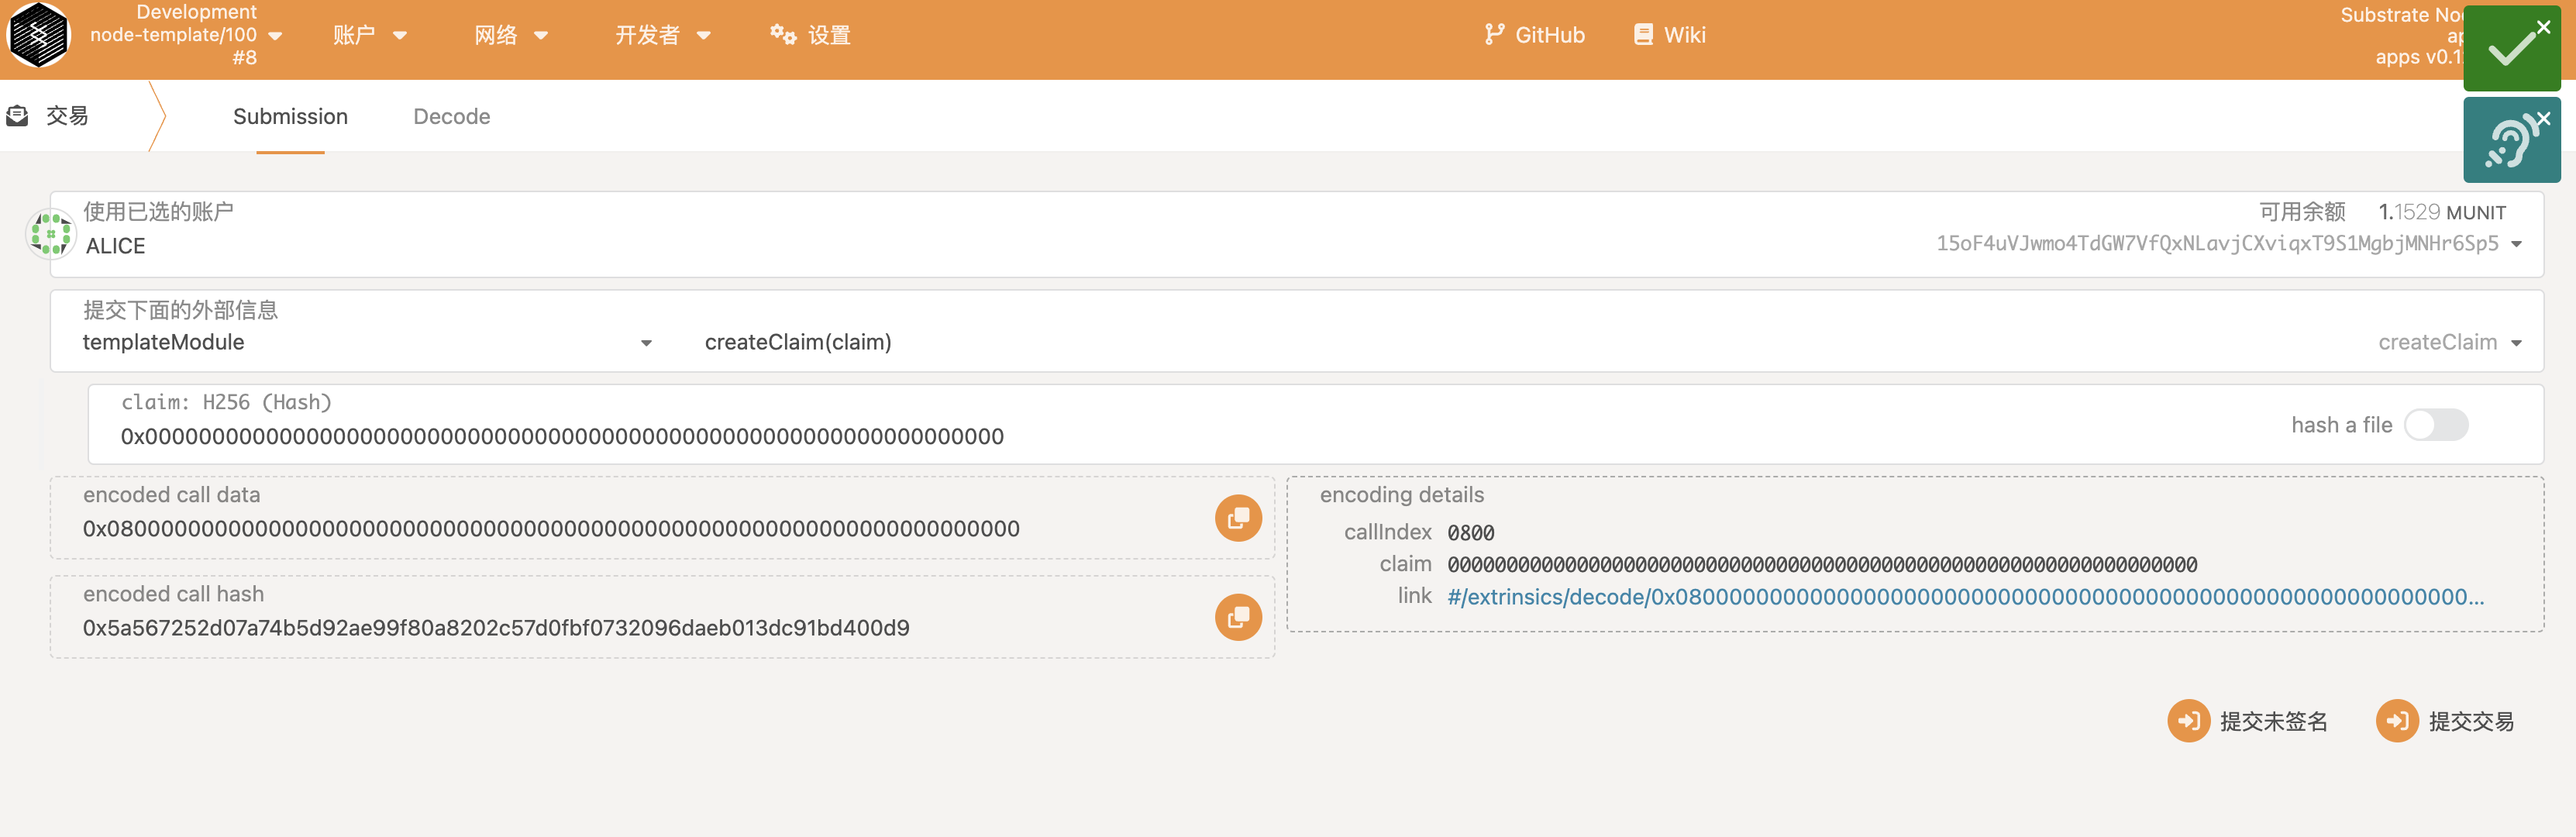 Development
node-template/100
#8
账户
网络
开发者
设置
GitHub
Wiki
Substrate No
ap
apps v0.1
交易
Submission
Decode
使用已选的账户
ALICE
可用余额 1.1529 MUNIT
15oF4uVJwmo4TdGW7VfQxNLavjCXviqxT9S1MgbjMNHr6Sp5
提交下面的外部信息
templateModule
createClaim(claim)
createClaim
claim: H256 (Hash)
0x0000000000000000000000000000000000000000000000000000000000000000
hash a file
encoded call data
0x08000000000000000000000000000000000000000000000000000000000000000000
encoded call hash
0x5a567252d07a74b5d92ae99f80a8202c57d0fbf0732096daeb013dc91bd400d9
encoding details
callIndex 0800
claim 0000000000000000000000000000000000000000000000000000000000000000
link #/extrinsics/decode/0x08000000000000000000000000000000000000000000000000000000000...
提交未签名
提交交易